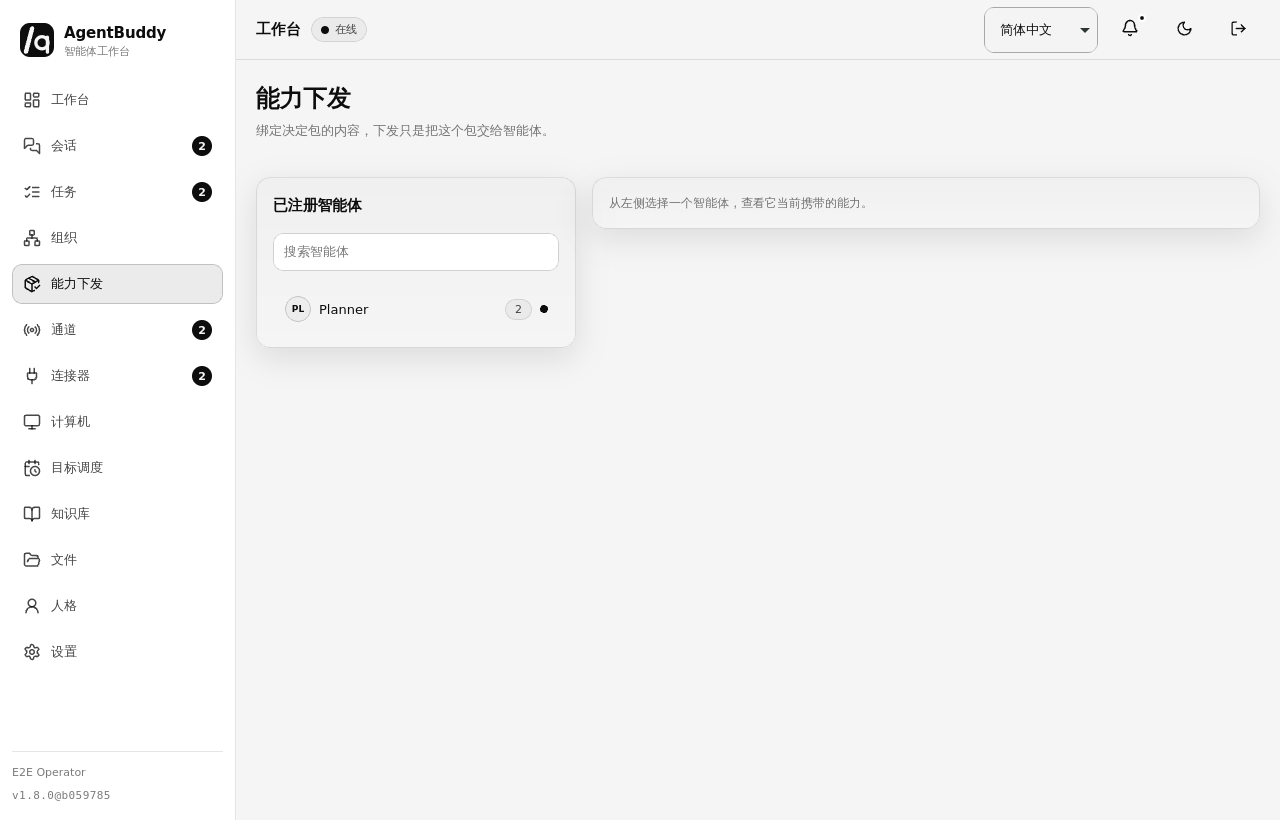 AgentBuddy
智能体工作台
工作台
会话 2
任务 2
组织
能力下发
通道 2
连接器 2
计算机
目标调度
知识库
文件
人格
设置
E2E Operator
v1.8.0@b059785
工作台 在线 简体中文
能力下发
绑定决定包的内容，下发只是把这个包交给智能体。
已注册智能体
搜索智能体
PL Planner 2
从左侧选择一个智能体，查看它当前携带的能力。